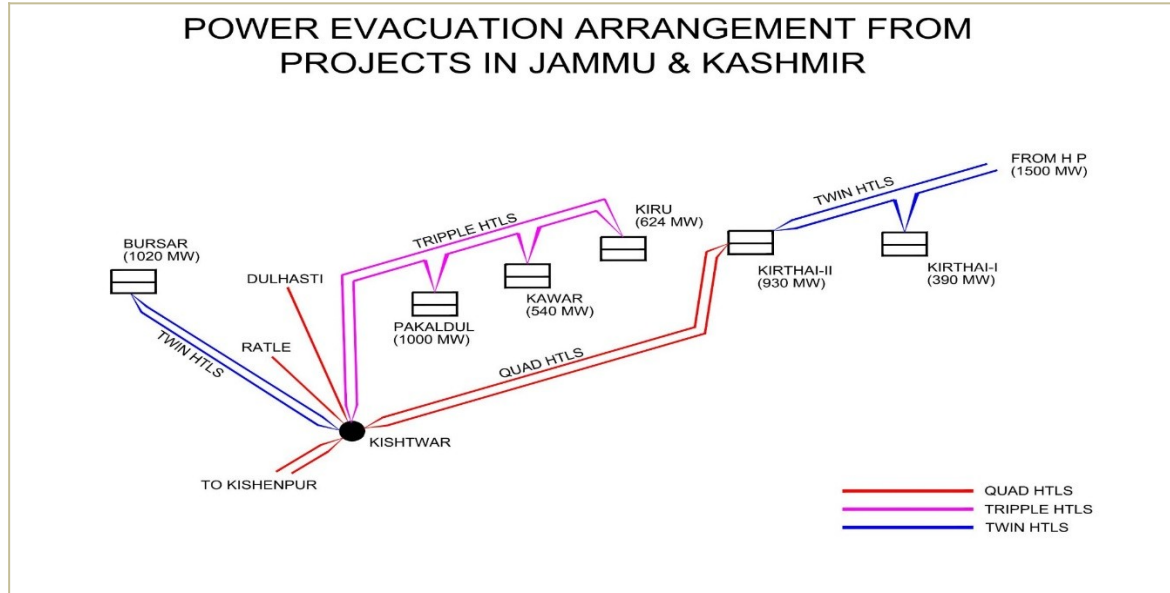 POWER EVACUATION ARRANGEMENT FROM
PROJECTS IN JAMMU & KASHMIR
FROM H P
(1500 MW)
TWIN HTLS
KIRU
(624 MW)
TRIPPLE HTLS
BURSAR
(1020 MW)
KIRTHAI-II
(930 MW)
KIRTHAI-I
(390 MW)
DULHASTI
KAWAR
(540 MW)
PAKALDUL
(1000 MW)
RATLE
TWIN HTLS
QUAD HTLS
KISHTWAR
TO KISHENPUR
QUAD HTLS
TRIPPLE HTLS
TWIN HTLS